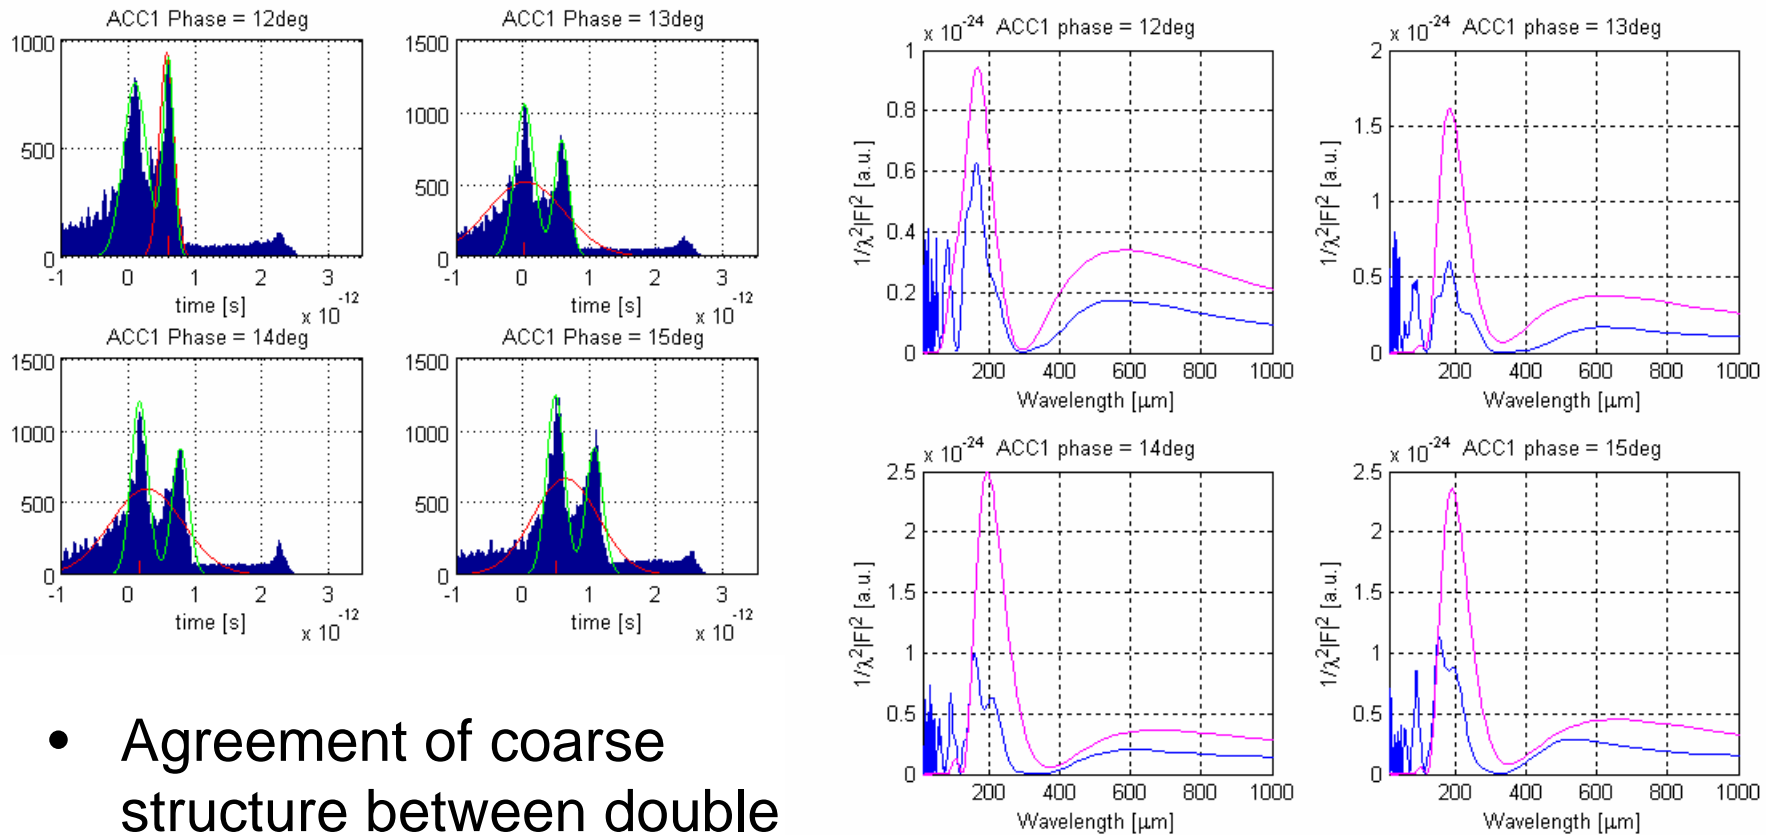 ACC1 Phase = 12deg
1000
500
0
-1 0 1 2 3
time [s]
x 10^-12
ACC1 Phase = 13deg
1500
1000
500
0
-1 0 1 2 3
time [s]
x 10^-12
ACC1 Phase = 14deg
1500
1000
500
0
-1 0 1 2 3
time [s]
x 10^-12
ACC1 Phase = 15deg
1500
1000
500
0
-1 0 1 2 3
time [s]
x 10^-12
x 10^-24 ACC1 phase = 12deg
1
0.8
0.6
0.4
0.2
0
1/λ²|F|² [a.u.]
200 400 600 800 1000
Wavelength [μm]
x 10^-24 ACC1 phase = 13deg
2
1.5
1
0.5
0
1/λ²|F|² [a.u.]
200 400 600 800 1000
Wavelength [μm]
x 10^-24 ACC1 phase = 14deg
2.5
2
1.5
1
0.5
0
1/λ²|F|² [a.u.]
200 400 600 800 1000
Wavelength [μm]
x 10^-24 ACC1 phase = 15deg
2.5
2
1.5
1
0.5
0
1/λ²|F|² [a.u.]
200 400 600 800 1000
Wavelength [μm]
• Agreement of coarse
structure between double